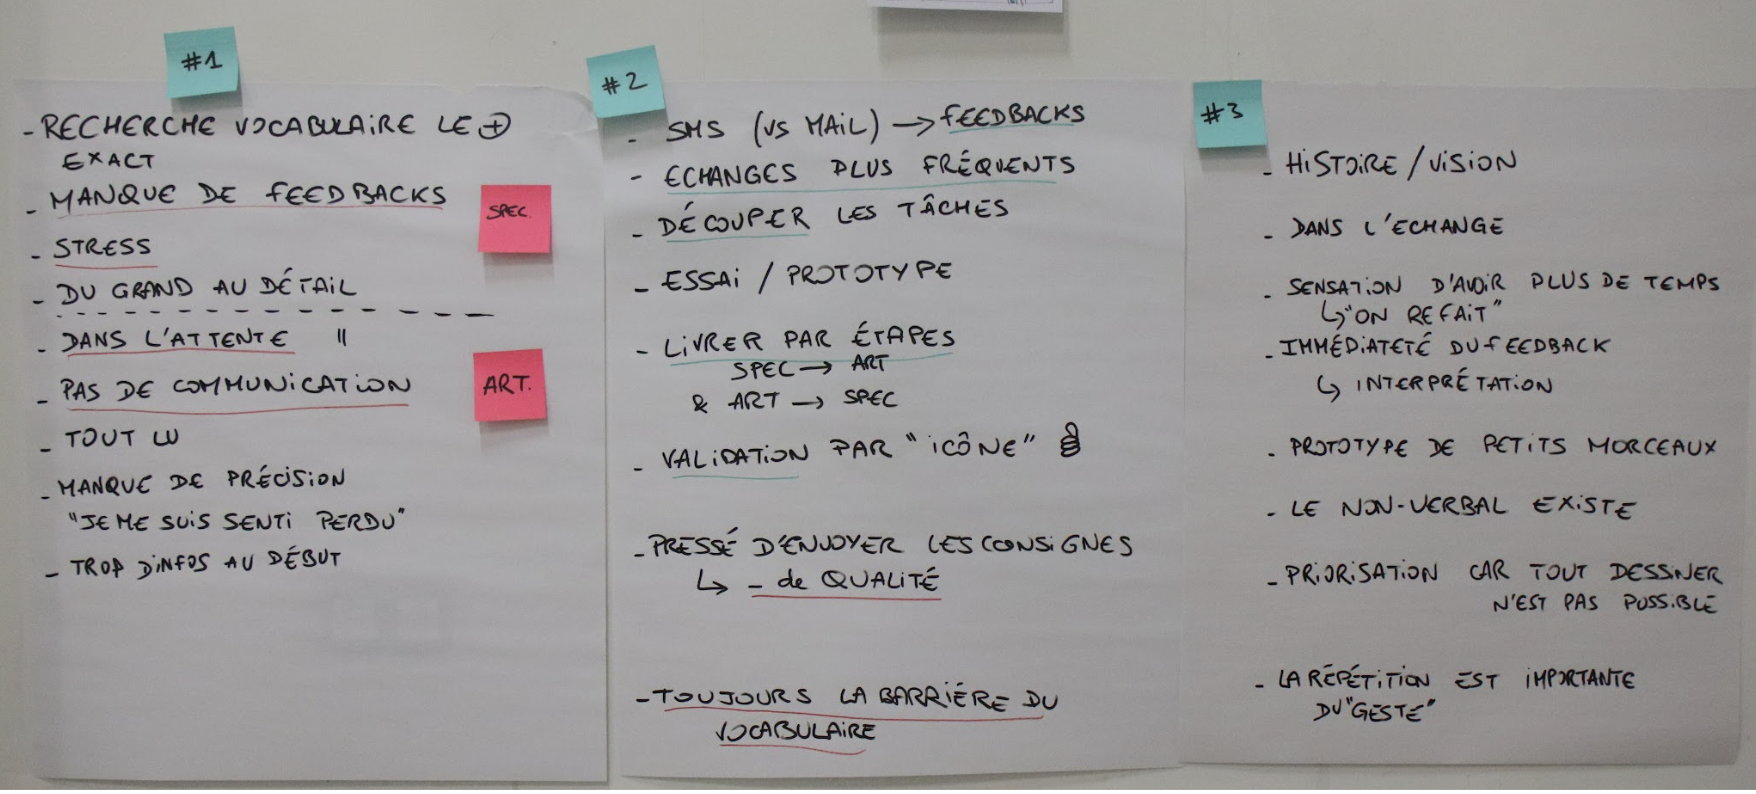 #1
- RECHERCHE VOCABULAIRE LE ⊕
EXACT
- MANQUE DE FEEDBACKS
- STRESS
- DU GRAND AU DÉTAIL
- DANS L'ATTENTE "
- PAS DE COMMUNICATION
- TOUT LU
- MANQUE DE PRÉCISION
"JE ME SUIS SENTI PERDU"
- TROP D'INFOS AU DÉBUT
SPEC.
ART.
#2
- SMS (VS MAIL) → FEEDBACKS
- ECHANGES PLUS FRÉQUENTS
- DÉCOUPER LES TÂCHES
- ESSAI / PROTOTYPE
- LIVRER PAR ÉTAPES
SPEC → ART
& ART → SPEC
- VALIDATION PAR "ICÔNE" 👍
- PRESSÉ D'ENVOYER LES CONSIGNES
↳ - de QUALITÉ
- TOUJOURS LA BARRIÉRE DU
VOCABULAIRE
#3
- HISTOIRE / VISION
- DANS L'ECHANGE
- SENSATION D'AVOIR PLUS DE TEMPS
↳ "ON REFAIT"
- IMMÉDIATETÉ DU FEEDBACK
↳ INTERPRÉTATION
- PROTOTYPE DE PETITS MORCEAUX
- LE NON-VERBAL EXISTE
- PRIORISATION CAR TOUT DESSINER
N'EST PAS POSSIBLE
- LA RÉPÉTITION EST IMPORTANTE
DU "GESTE"